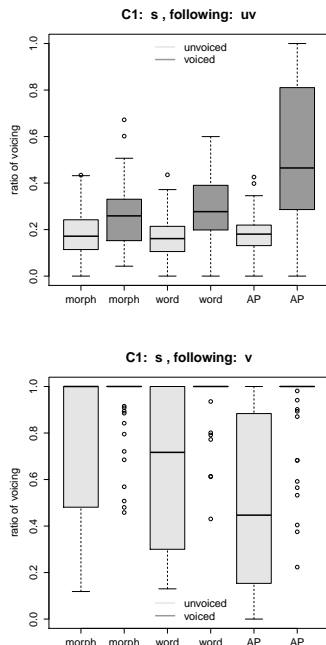 C1: s , following: uv
unvoiced
voiced
ratio of voicing
1.0
0.8
0.6
0.4
0.2
0.0
morph morph word word AP AP
C1: s , following: v
ratio of voicing
1.0
0.8
0.6
0.4
0.2
0.0
unvoiced
voiced
morph morph word word AP AP